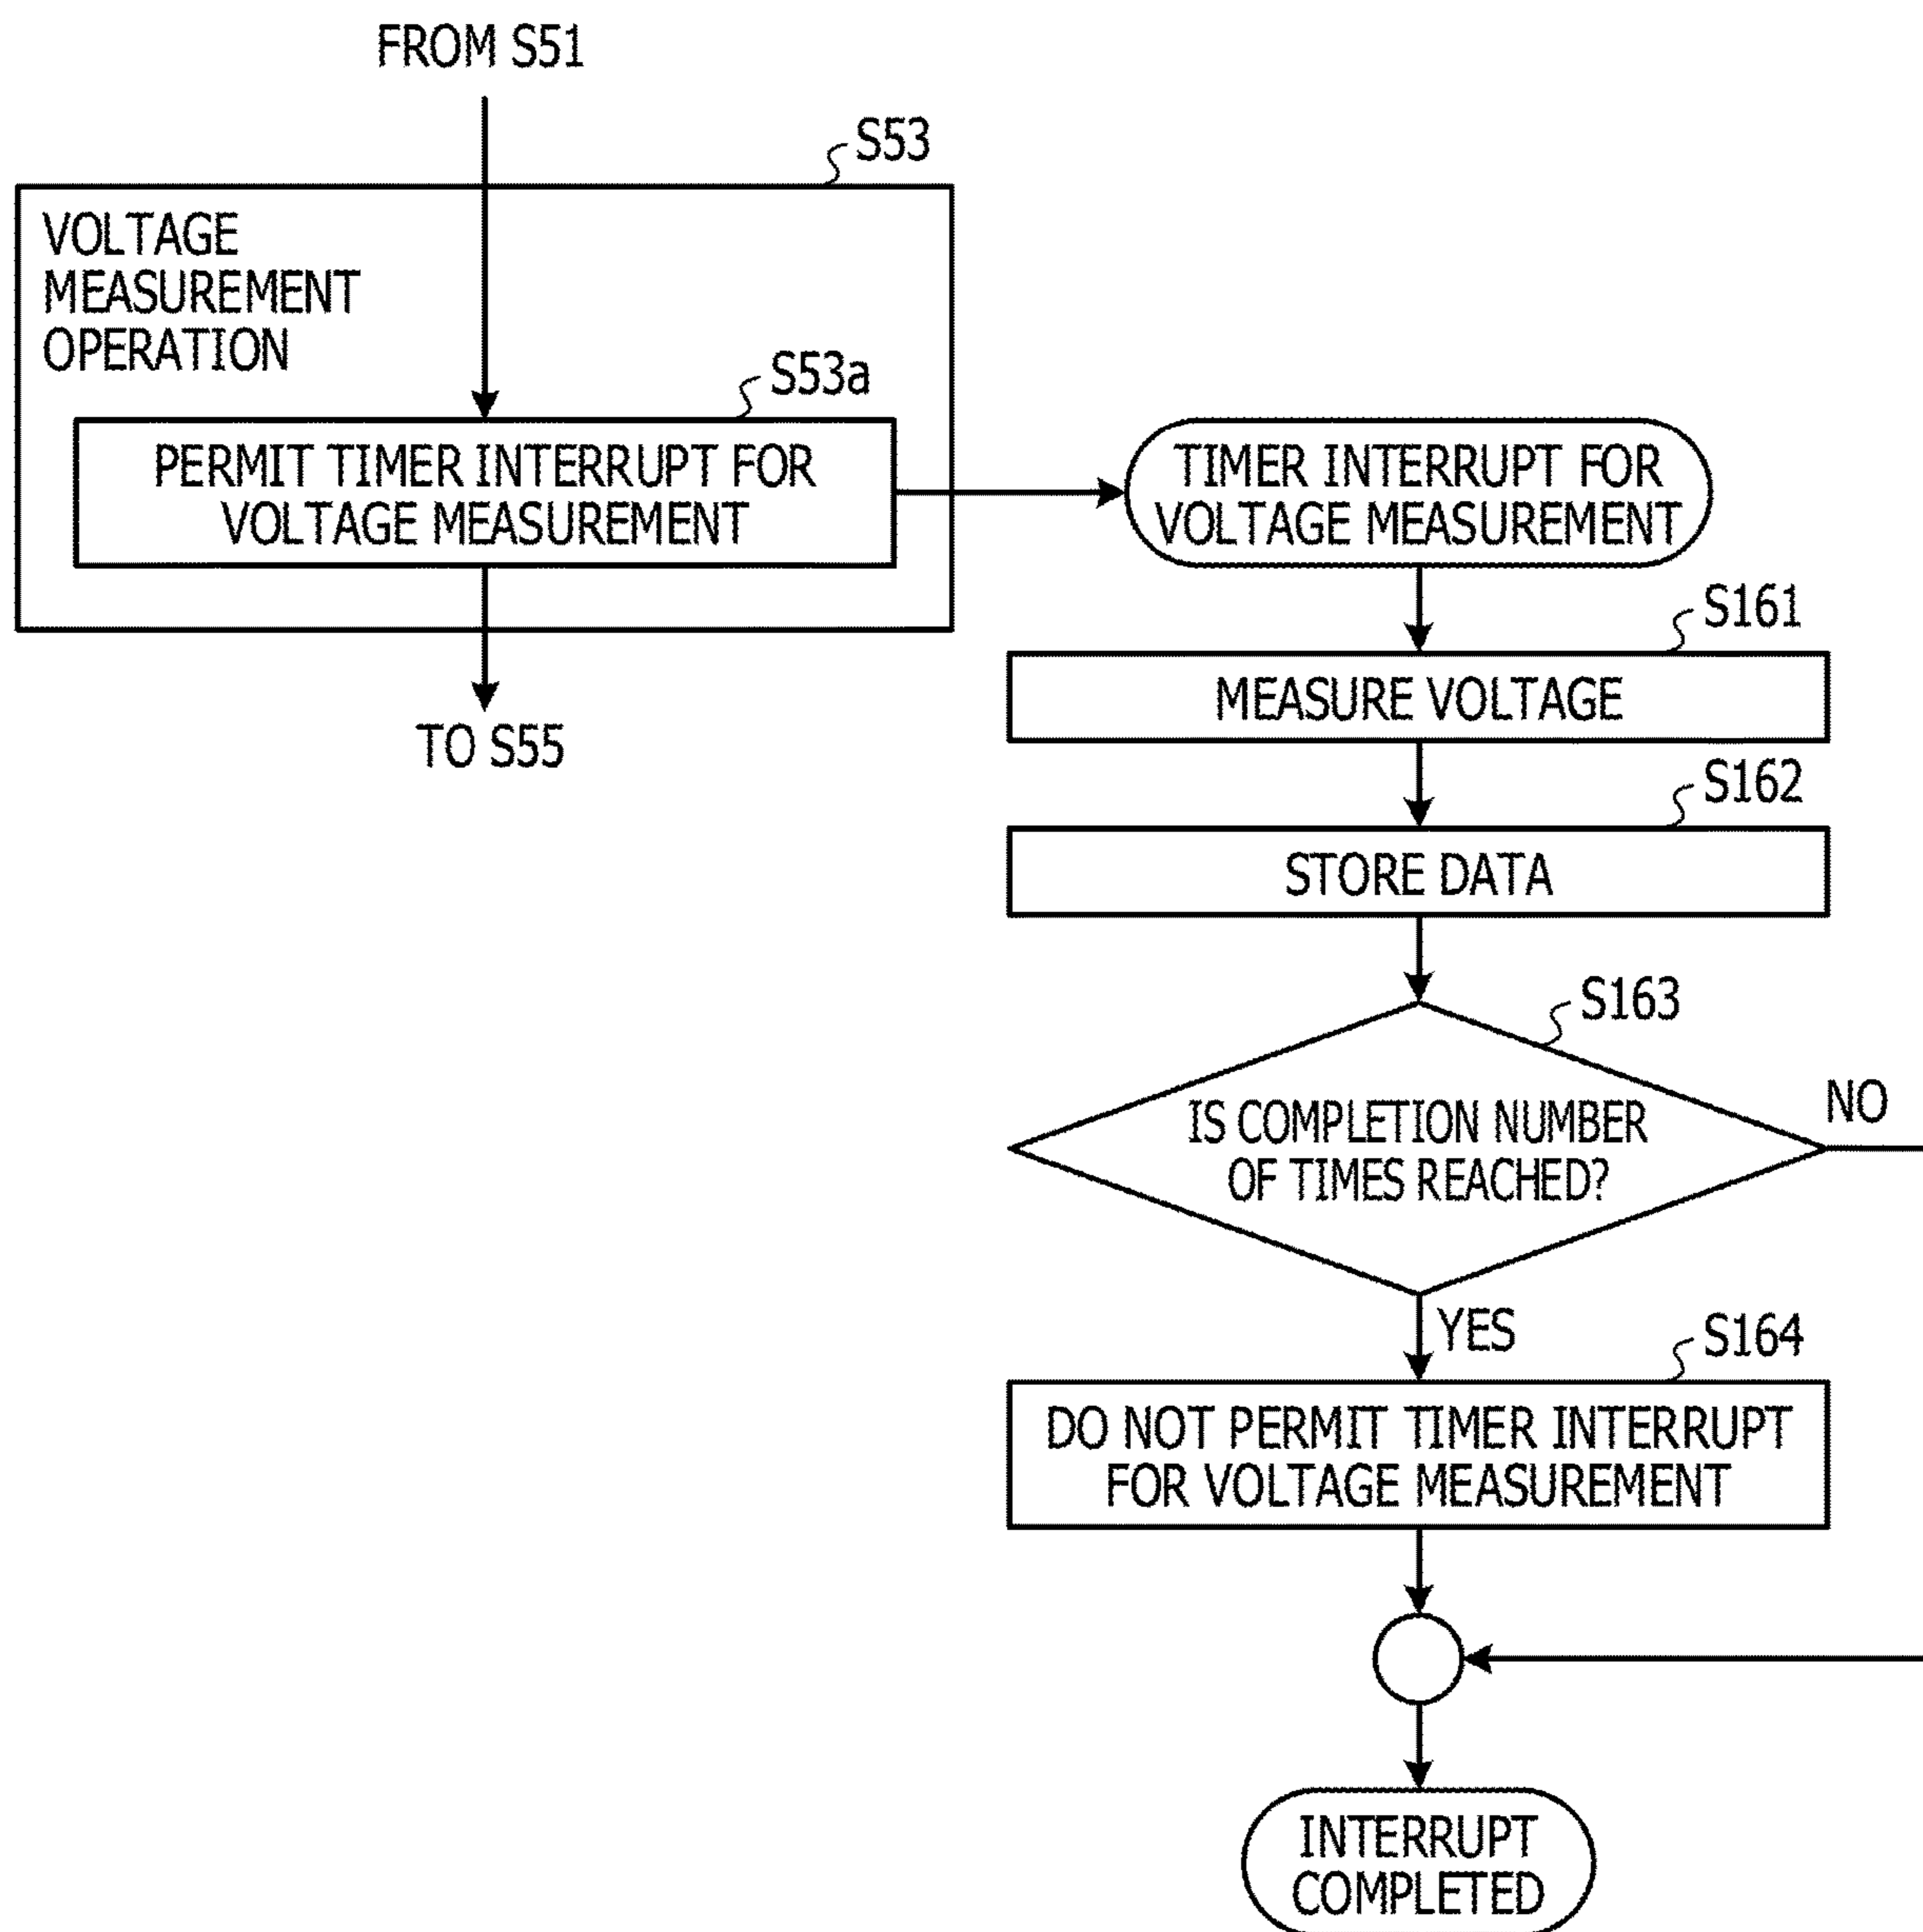 FROM S51
S53
VOLTAGE
MEASUREMENT
OPERATION
S53a
PERMIT TIMER INTERRUPT FOR
VOLTAGE MEASUREMENT
TO S55
TIMER INTERRUPT FOR
VOLTAGE MEASUREMENT
S161
MEASURE VOLTAGE
S162
STORE DATA
S163
IS COMPLETION NUMBER
OF TIMES REACHED?
NO
YES
S164
DO NOT PERMIT TIMER INTERRUPT
FOR VOLTAGE MEASUREMENT
INTERRUPT
COMPLETED